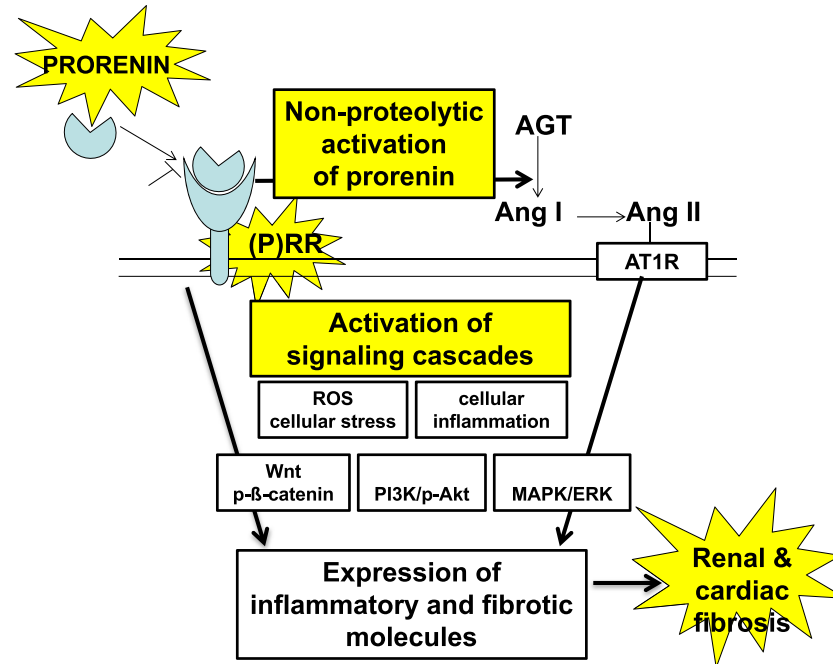 PRORENIN
Non-proteolytic
activation
of prorenin
AGT
Ang I
Ang II
(P)RR
AT1R
Activation of
signaling cascades
ROS
cellular stress
cellular
inflammation
Wnt
p-ß-catenin
PI3K/p-Akt
MAPK/ERK
Expression of
inflammatory and fibrotic
molecules
Renal &
cardiac
fibrosis